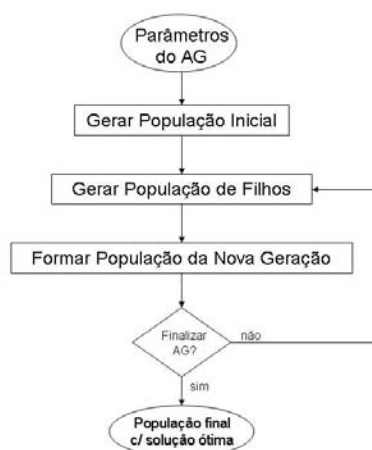 Parâmetros
do AG
Gerar População Inicial
Gerar População de Filhos
Formar População da Nova Geração
Finalizar
AG?
não
sim
População final
c/ solução ótima